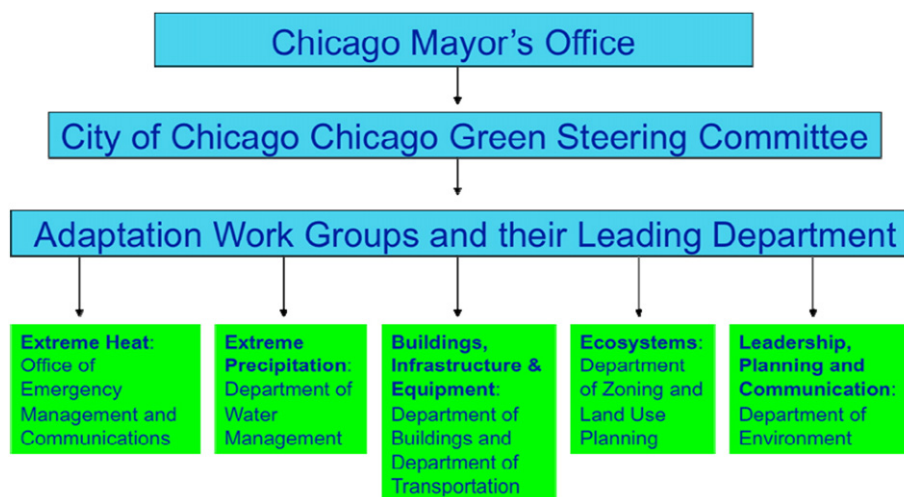 Chicago Mayor's Office
City of Chicago Chicago Green Steering Committee
Adaptation Work Groups and their Leading Department
Extreme Heat:
Office of
Emergency
Management and
Communications
Extreme
Precipitation:
Department of
Water
Management
Buildings,
Infrastructure &
Equipment:
Department of
Buildings and
Department of
Transportation
Ecosystems:
Department
of Zoning and
Land Use
Planning
Leadership,
Planning and
Communication:
Department of
Environment